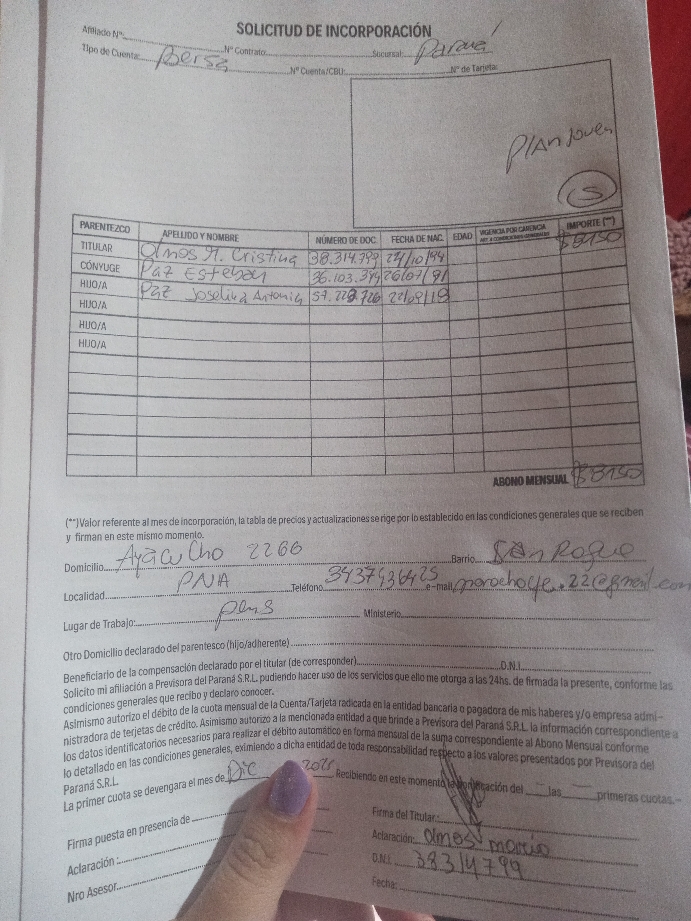 SOLICITUD DE INCORPORACIÓN
Afiliado Nº: Nº Contrato: Sucursal: Paraná
Tipo de Cuenta: Bersa Nº Cuenta/CBU: Nº de Tarjeta:
PlAn Joven
S
PARENTEZCO APELLIDO Y NOMBRE NÚMERO DE DOC. FECHA DE NAC. EDAD VIGENCIA POR CARENCIA IMPORTE (**)
TITULAR Olmos M. Cristina 38.314.799 24/10/94 $8150
CÓNYUGE Paz Esteban 36.103.374 26/07/91
HIJO/A Paz Joselina Antonia 57.228.726 22/09/18
HIJO/A
HIJO/A
HIJO/A
ABONO MENSUAL $8150
(**)Valor referente al mes de incorporación, la tabla de precios y actualizaciones se rige por lo establecido en las condiciones generales que se reciben
y firman en este mismo momento.
Domicilio: Ayacucho 2266 Barrio: San Roque
Localidad PNA Teléfono 3437436425 e-mail
Lugar de Trabajo: Ministerio
Otro Domicilio declarado del parentesco (hijo/adherente)
Beneficiario de la compensación declarado por el titular (de corresponder) D.N.I.
Solicito mi afiliación a Previsora del Paraná S.R.L. pudiendo hacer uso de los servicios que ello me otorga a las 24hs. de firmada la presente, conforme las
condiciones generales que recibo y declaro conocer.
Asimismo autorizo el débito de la cuota mensual de la Cuenta/Tarjeta radicada en la entidad bancaria o pagadora de mis haberes y/o empresa admi-
nistradora de terjetas de crédito. Asimismo autorizo a la mencionada entidad a que brinde a Previsora del Paraná S.R.L. la información correspondiente a
los datos identificatorios necesarios para realizar el débito automático en forma mensual de la suma correspondiente al Abono Mensual conforme
lo detallado en las condiciones generales, eximiendo a dicha entidad de toda responsabilidad respecto a los valores presentados por Previsora del
Paraná S.R.L.
La primer cuota se devengara el mes de Dic Recibiendo en este momento la bonificación del las primeras cuotas.-
Firma puesta en presencia de Firma del Titular:
Aclaración: Aclaración: Olmos maria
Nro Asesor D.N.I. 38314799
Fecha: